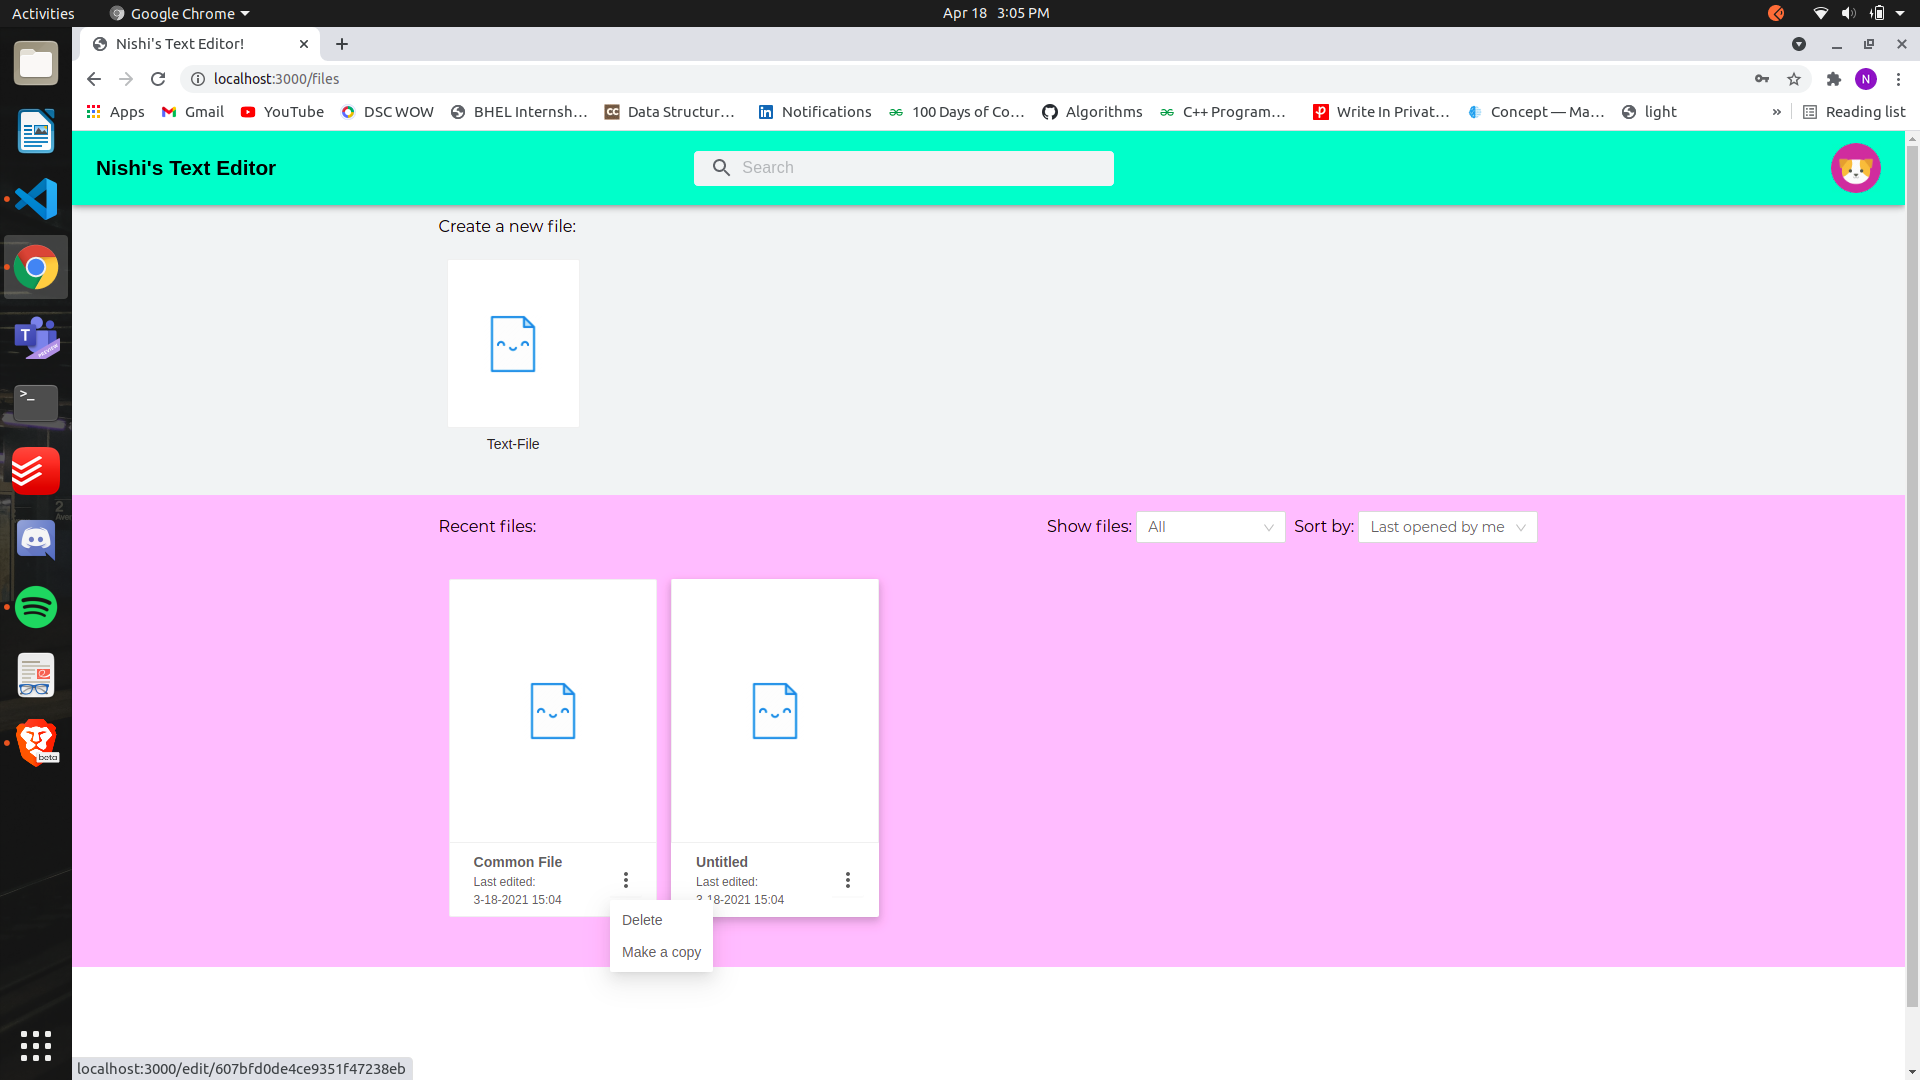 Activities
Google Chrome
Apr 18 3:05 PM
Nishi's Text Editor!
localhost:3000/files
N
Apps
Gmail
YouTube
DSC WOW
BHEL Internsh…
Data Structur…
Notifications
100 Days of Co…
Algorithms
C++ Program…
Write In Privat…
Concept — Ma…
light
»
Reading list
Nishi's Text Editor
Search
Create a new file:
Text-File
Recent files:
Show files: All
Sort by: Last opened by me
Common File
Last edited:
3-18-2021 15:04
Untitled
Last edited:
3-18-2021 15:04
Delete
Make a copy
beta
localhost:3000/edit/607bfd0de4ce9351f47238eb